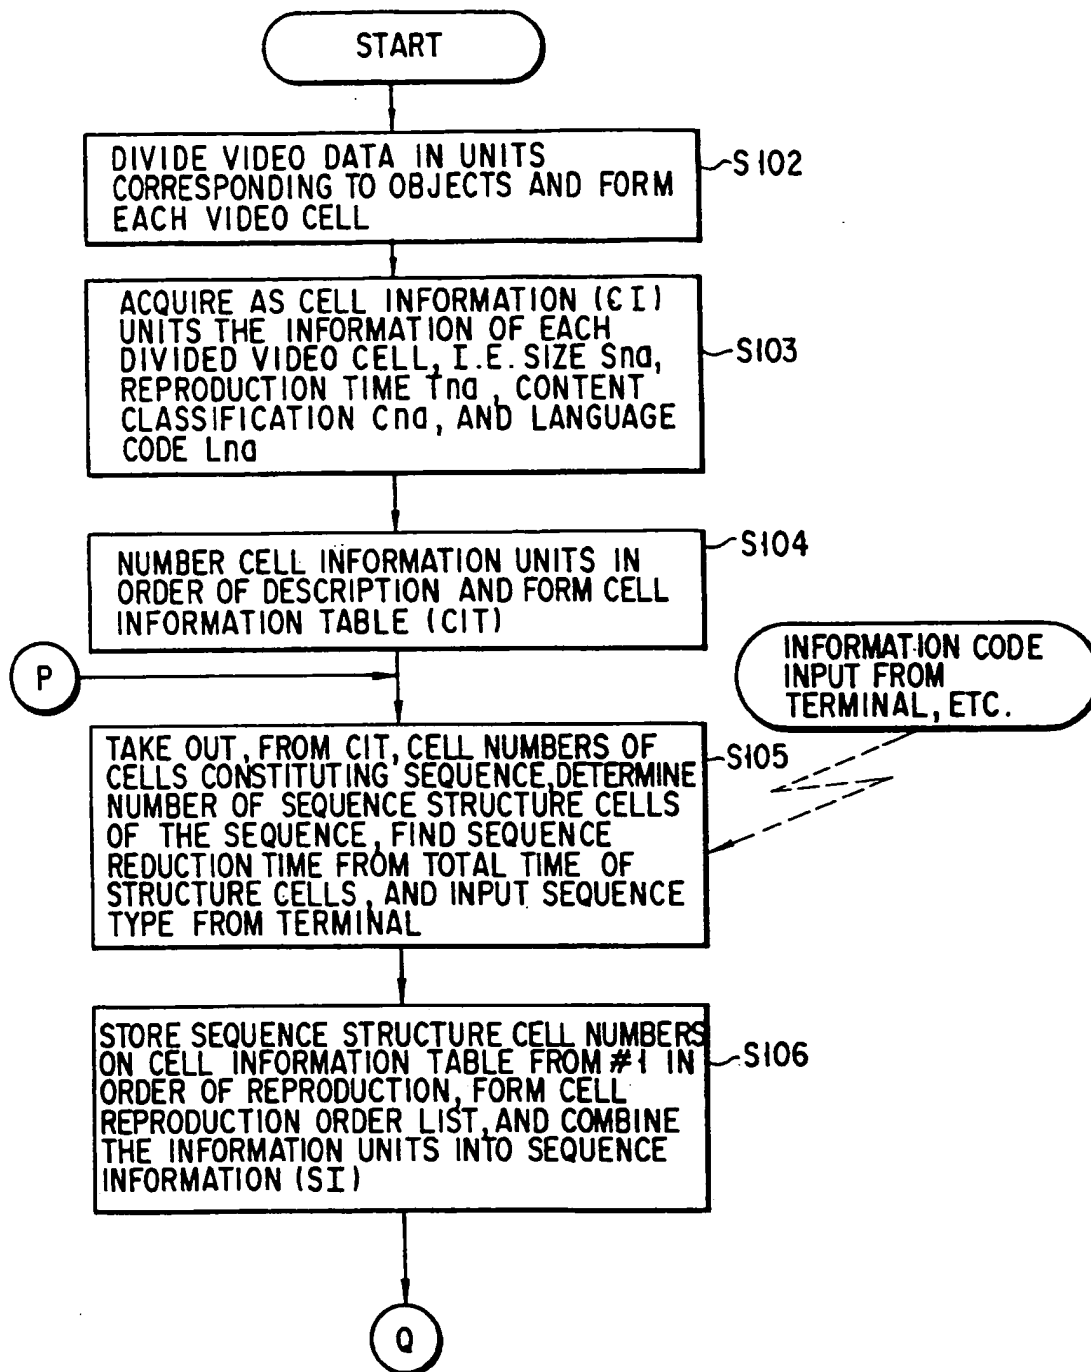 START
DIVIDE VIDEO DATA IN UNITS
CORRESPONDING TO OBJECTS AND FORM
EACH VIDEO CELL
S102
ACQUIRE AS CELL INFORMATION (CI)
UNITS THE INFORMATION OF EACH
DIVIDED VIDEO CELL, I.E. SIZE Sna,
REPRODUCTION TIME Tna, CONTENT
CLASSIFICATION Cna, AND LANGUAGE
CODE Lna
S103
NUMBER CELL INFORMATION UNITS IN
ORDER OF DESCRIPTION AND FORM CELL
INFORMATION TABLE (CIT)
S104
P
INFORMATION CODE
INPUT FROM
TERMINAL, ETC.
TAKE OUT, FROM CIT, CELL NUMBERS OF
CELLS CONSTITUTING SEQUENCE, DETERMINE
NUMBER OF SEQUENCE STRUCTURE CELLS
OF THE SEQUENCE, FIND SEQUENCE
REDUCTION TIME FROM TOTAL TIME OF
STRUCTURE CELLS, AND INPUT SEQUENCE
TYPE FROM TERMINAL
S105
STORE SEQUENCE STRUCTURE CELL NUMBERS
ON CELL INFORMATION TABLE FROM #1 IN
ORDER OF REPRODUCTION, FORM CELL
REPRODUCTION ORDER LIST, AND COMBINE
THE INFORMATION UNITS INTO SEQUENCE
INFORMATION (SI)
S106
Q